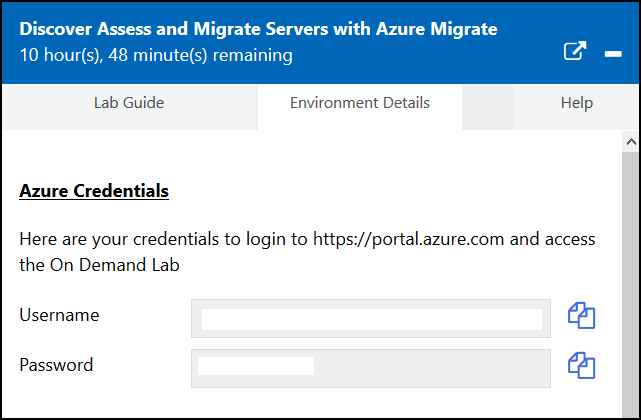 Discover Assess and Migrate Servers with Azure Migrate
10 hour(s), 48 minute(s) remaining
Lab Guide
Environment Details
Help
Azure Credentials
Here are your credentials to login to https://portal.azure.com and access
the On Demand Lab
Username
Password